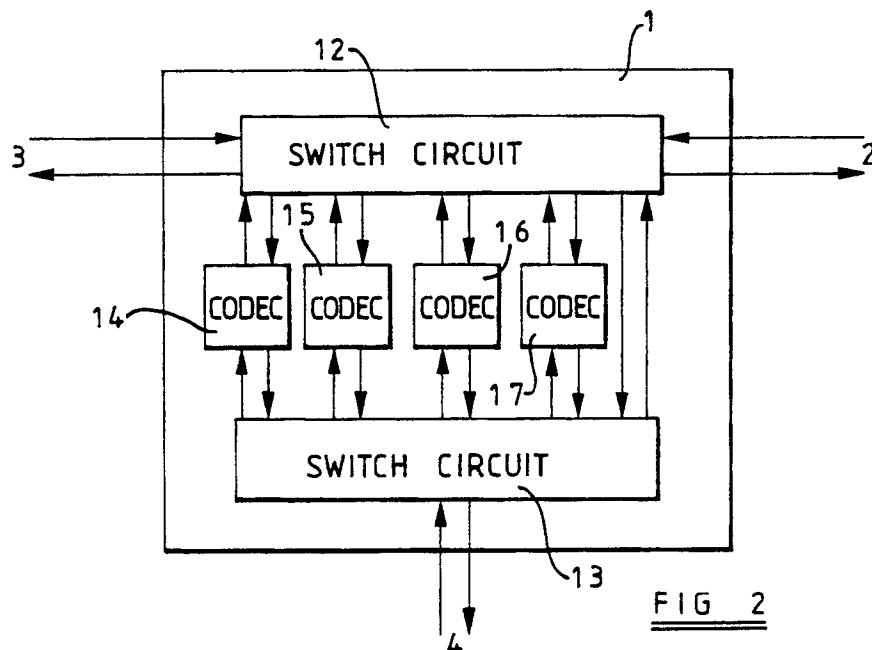 1
12
SWITCH CIRCUIT
3
2
15
16
CODEC
CODEC
CODEC
CODEC
14
17
SWITCH CIRCUIT
13
4
FIG 2